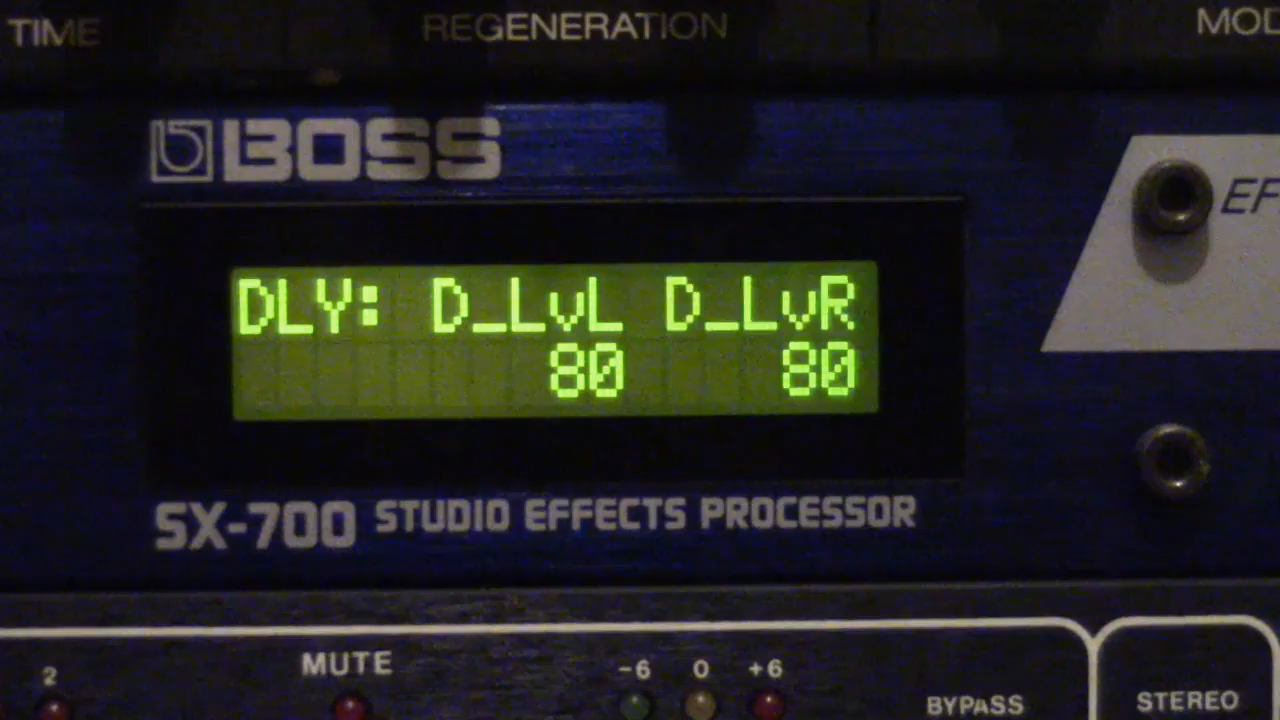 TIME REGENERATION MOD
BOSS
EF
DLY: D_LvL D_LvR
80 80
SX-700 STUDIO EFFECTS PROCESSOR
2 MUTE -6 0 +6
BYPASS STEREO